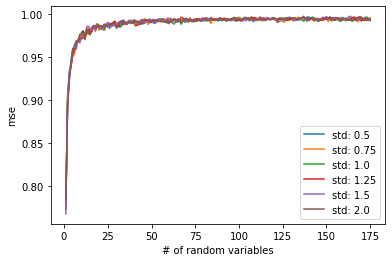 1.00
0.95
0.90
0.85
0.80
mse
std: 0.5
std: 0.75
std: 1.0
std: 1.25
std: 1.5
std: 2.0
0 25 50 75 100 125 150 175
# of random variables